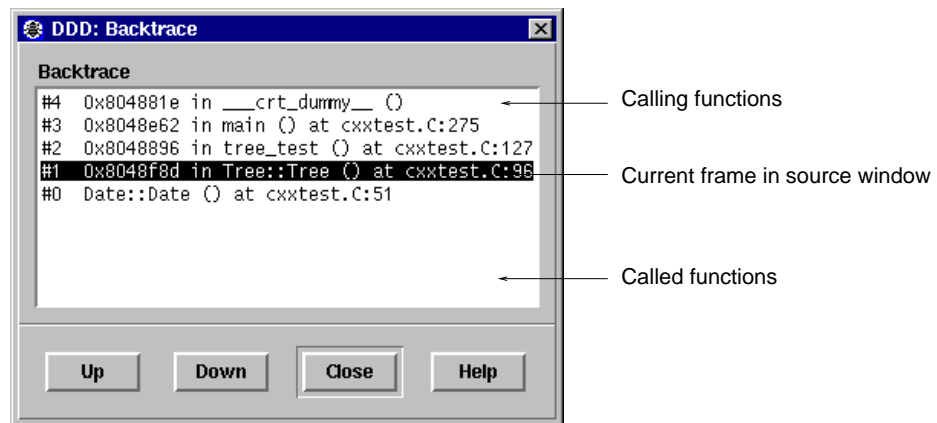 DDD: Backtrace
Backtrace
#4 0x804881e in ___crt_dummy__ ()
#3 0x8048e62 in main () at cxxtest.C:275
#2 0x8048896 in tree_test () at cxxtest.C:127
#1 0x8048f8d in Tree::Tree () at cxxtest.C:96
#0 Date::Date () at cxxtest.C:51
Calling functions
Current frame in source window
Called functions
Up
Down
Close
Help